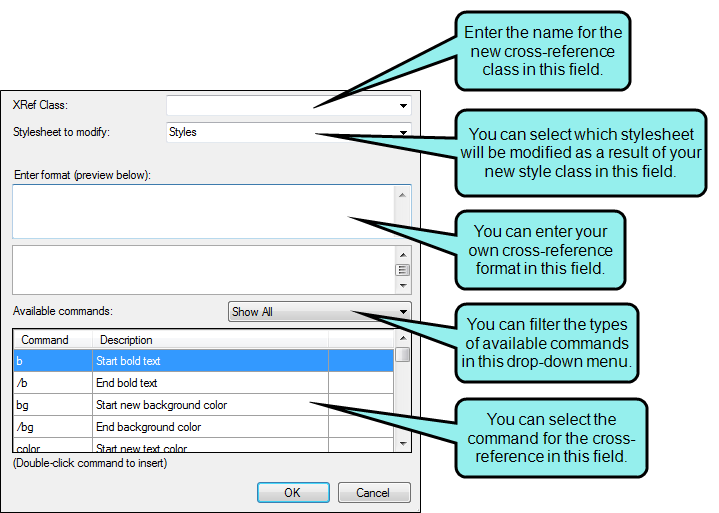 Enter the name for the
new cross-reference
class in this field.
XRef Class:
Stylesheet to modify:
Styles
You can select which stylesheet
will be modified as a result of your
new style class in this field.
Enter format (preview below):
You can enter your
own cross-reference
format in this field.
Available commands:
Show All
You can filter the types
of available commands
in this drop-down menu.
Command Description
b Start bold text
/b End bold text
bg Start new background color
/bg End background color
color Start new text color
You can select the
command for the cross-
reference in this field.
(Double-click command to insert)
OK Cancel